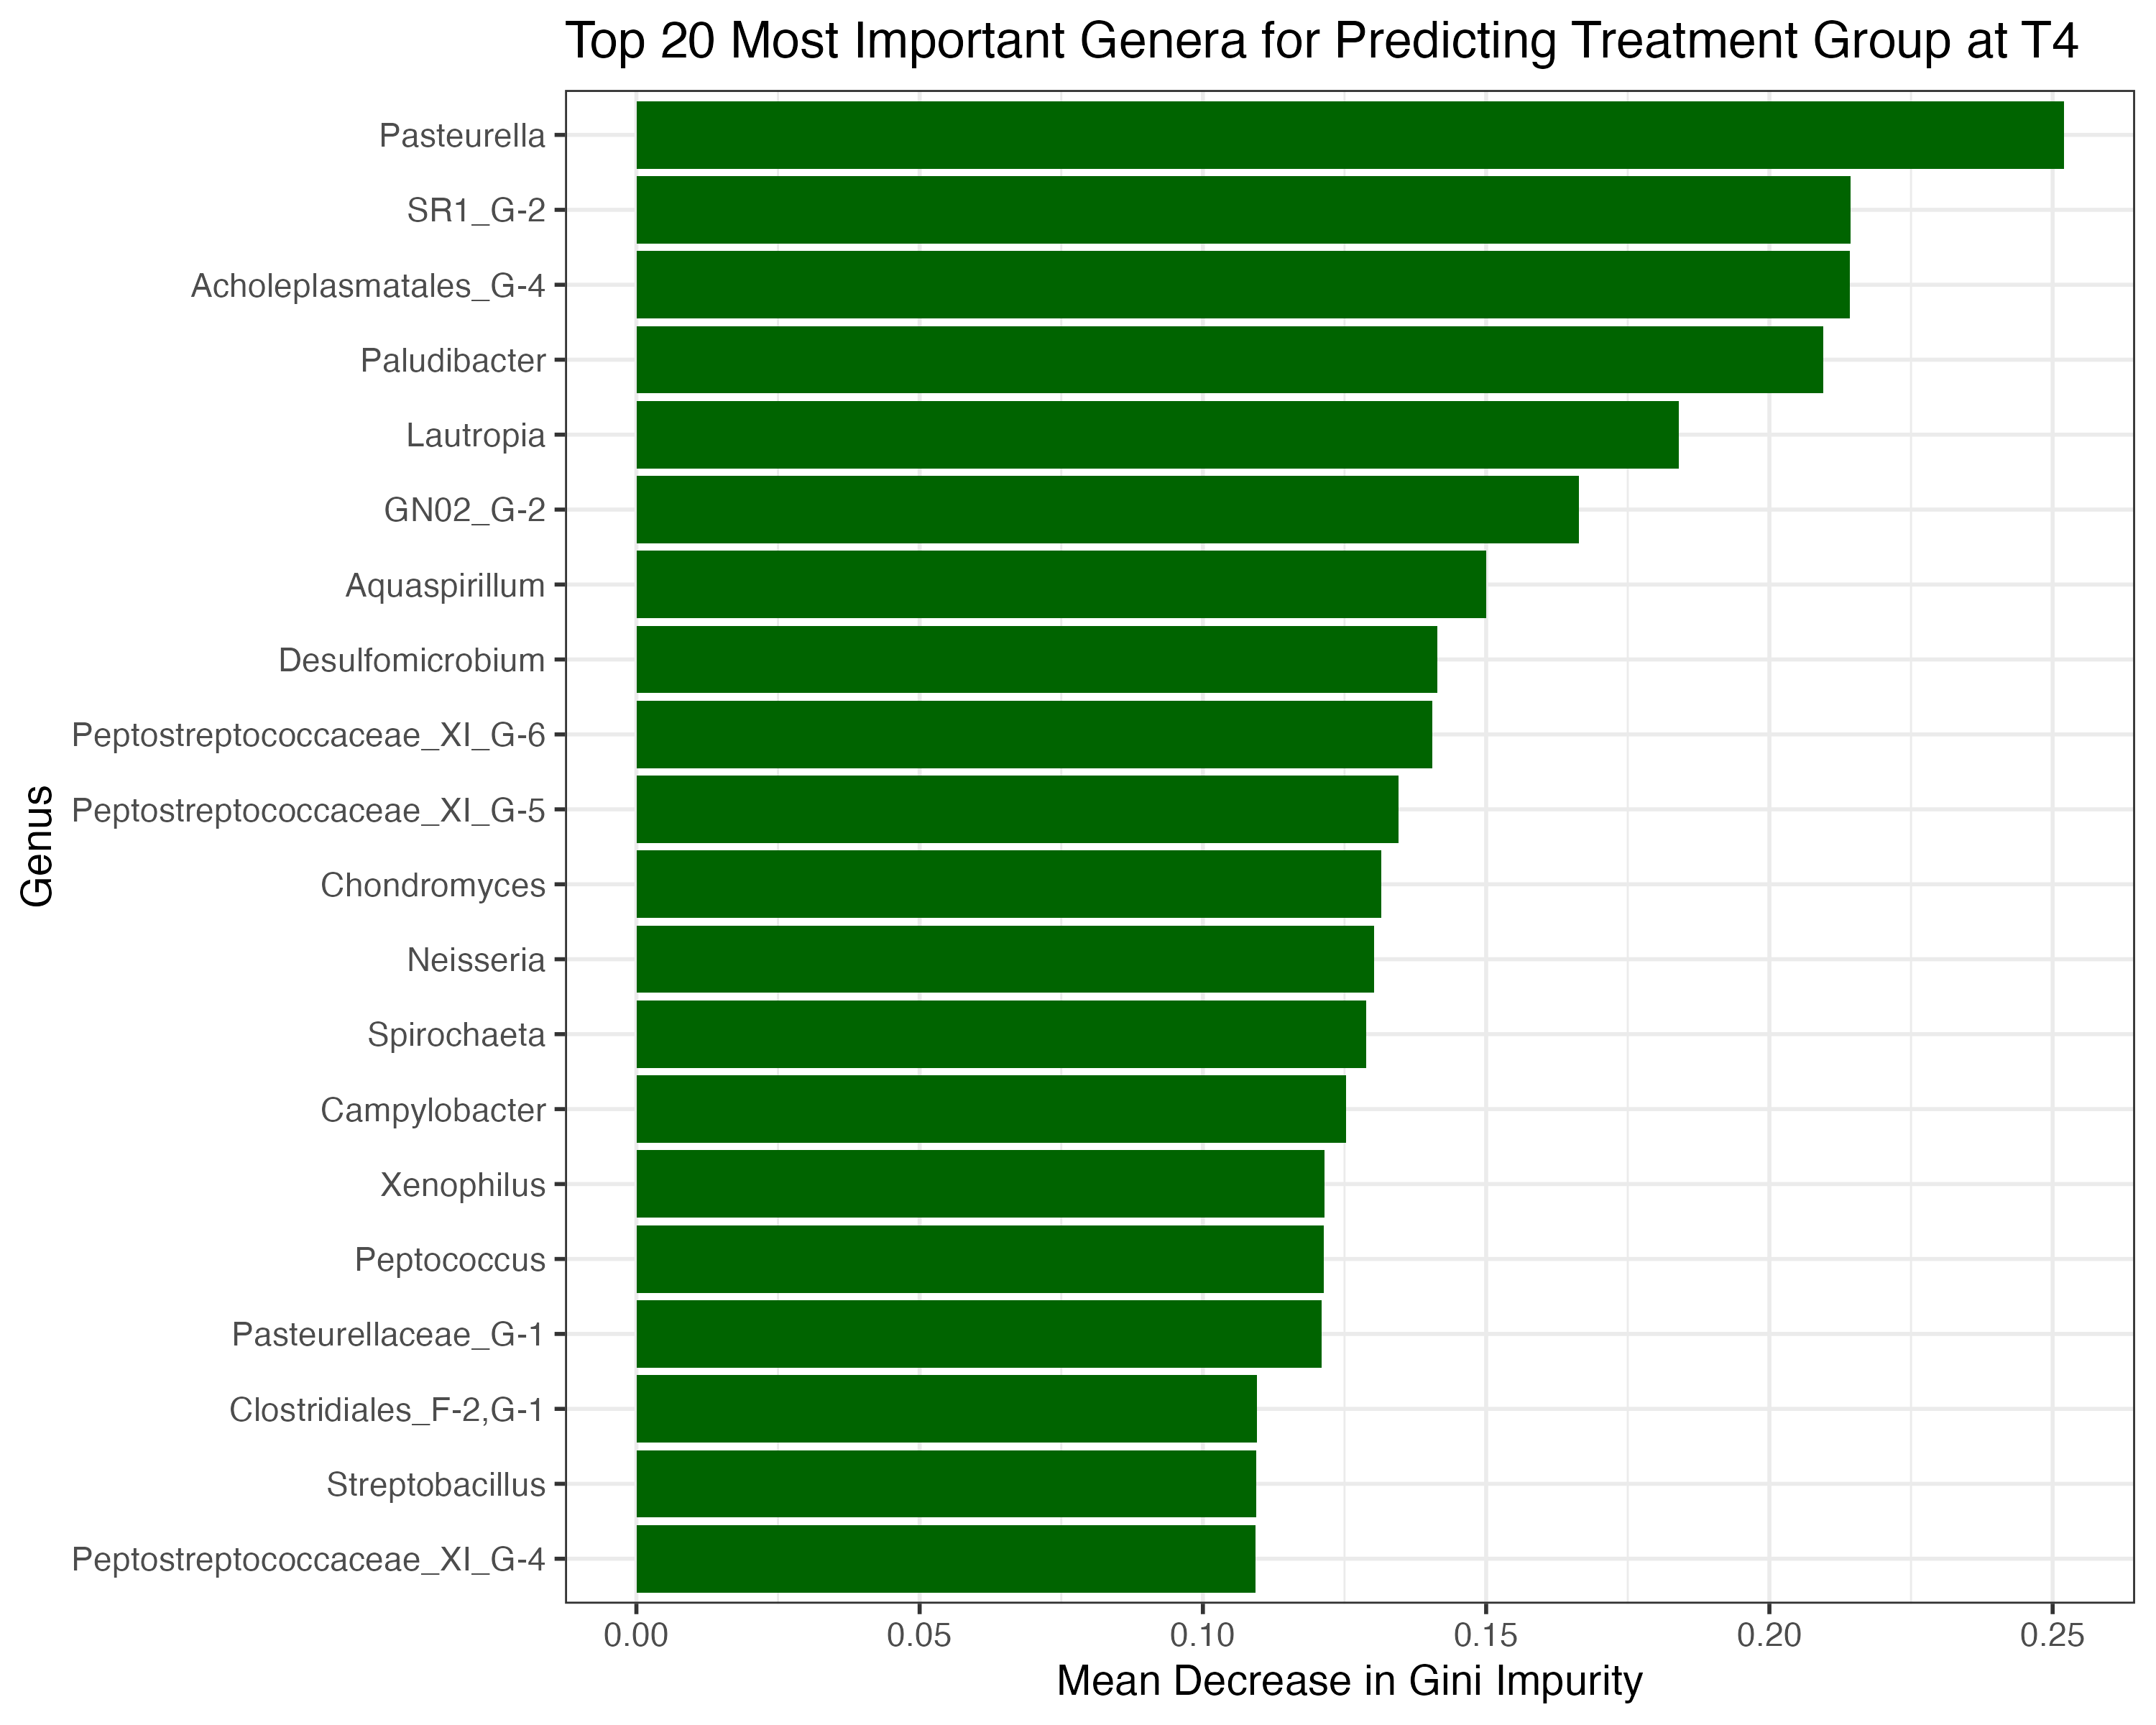 Top 20 Most Important Genera for Predicting Treatment Group at T4
Genus
Pasteurella
SR1_G-2
Acholeplasmatales_G-4
Paludibacter
Lautropia
GN02_G-2
Aquaspirillum
Desulfomicrobium
Peptostreptococcaceae_XI_G-6
Peptostreptococcaceae_XI_G-5
Chondromyces
Neisseria
Spirochaeta
Campylobacter
Xenophilus
Peptococcus
Pasteurellaceae_G-1
Clostridiales_F-2,G-1
Streptobacillus
Peptostreptococcaceae_XI_G-4
0.00 0.05 0.10 0.15 0.20 0.25
Mean Decrease in Gini Impurity